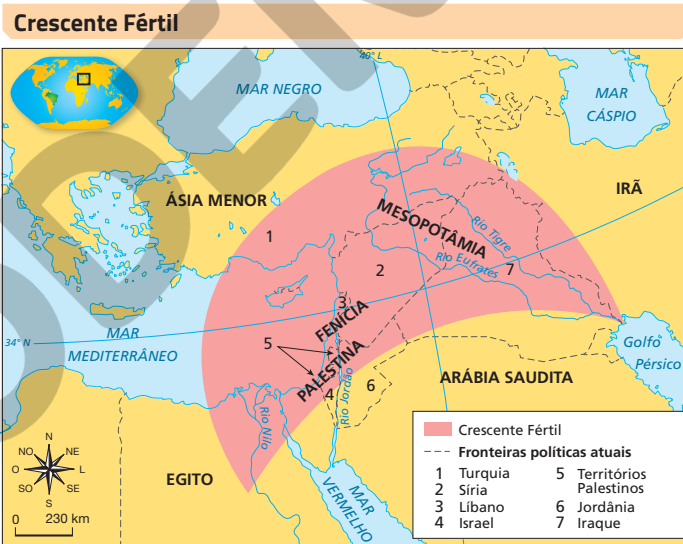 Crescente Fértil
40° L
MAR NEGRO
MAR
CÁSPIO
ÁSIA MENOR
IRÃ
MESOPOTÂMIA
Rio Tigre
1
2
Rio Eufrates
7
3
FENÍCIA
34° N
MAR
MEDITERRÂNEO
5
PALESTINA
Golfo
Pérsico
4
Rio Jordão
6
ARÁBIA SAUDITA
Rio Nilo
EGITO
MAR
VERMELHO
N
NO
NE
O
L
SO
SE
S
0 230 km
Crescente Fértil
Fronteiras políticas atuais
1 Turquia
2 Síria
3 Líbano
4 Israel
5 Territórios
Palestinos
6 Jordânia
7 Iraque